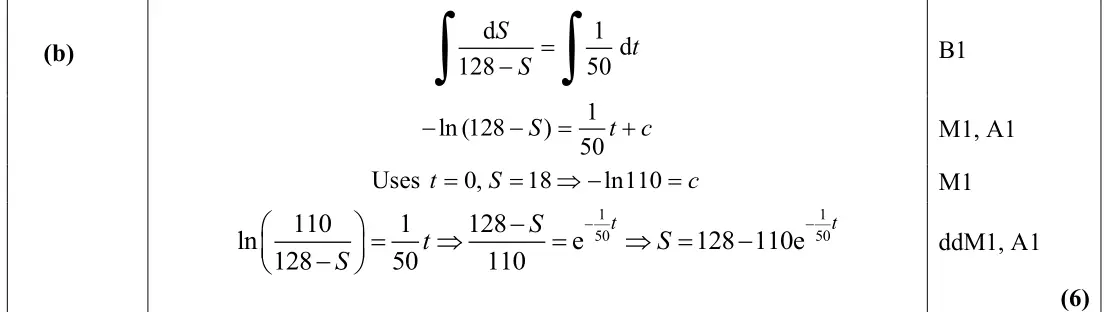 (b) ∫ dS/(128 − S) = ∫ 1/50 dt B1
−ln (128 − S) = 1/50 t + c M1, A1
Uses t = 0, S = 18 ⇒ −ln110 = c M1
ln(110/(128 − S)) = 1/50 t ⇒ (128 − S)/110 = e^(−1/50 t) ⇒ S = 128 − 110e^(−1/50 t) ddM1, A1
(6)